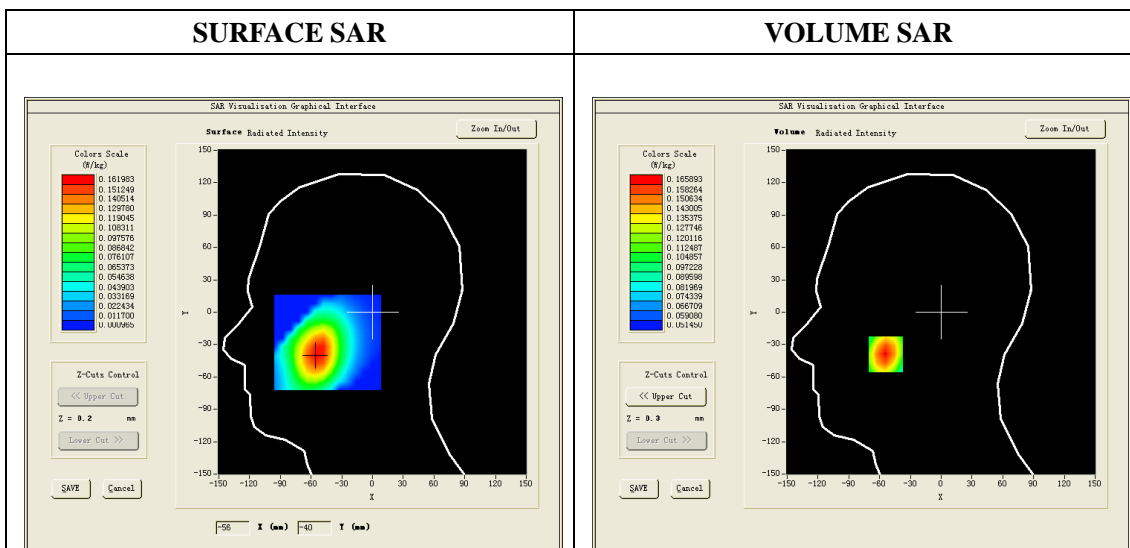 SURFACE SAR
VOLUME SAR
SAR Visualisation Graphical Interface
Surface Radiated Intensity
Zoom In/Out
Colors Scale
(W/kg)
0.161983
0.151249
0.140514
0.129780
0.119045
0.108311
0.097576
0.086842
0.076107
0.065373
0.054638
0.043903
0.033169
0.022434
0.011700
0.000965
Z-Cuts Control
<< Upper Cut
Z = 0.2 mm
Lower Cut >>
SAVE Cancel
150
120
90
60
30
0
-30
-60
-90
-120
-150
Y
-150 -120 -90 -60 -30 0 30 60 90 120 150
X
-56 X (mm) -40 Y (mm)
SAR Visualisation Graphical Interface
Volume Radiated Intensity
Zoom In/Out
Colors Scale
(W/kg)
0.165893
0.158264
0.150634
0.143005
0.135375
0.127746
0.120116
0.112487
0.104857
0.097228
0.089598
0.081969
0.074339
0.066709
0.059080
0.051450
Z-Cuts Control
<< Upper Cut
Z = 0.3 mm
Lower Cut >>
SAVE Cancel
150
120
90
60
30
0
-30
-60
-90
-120
-150
Y
-150 -120 -90 -60 -30 0 30 60 90 120 150
X